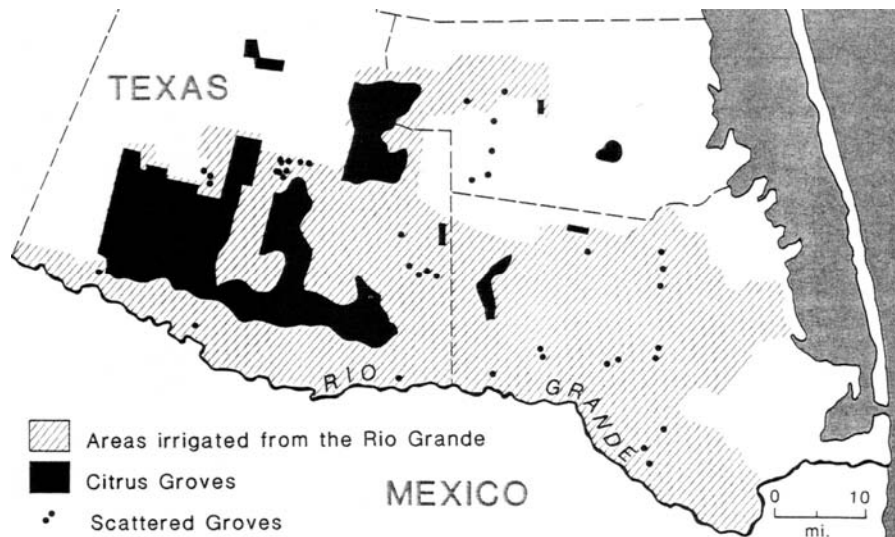 TEXAS
RIO
GRANDE
Areas irrigated from the Rio Grande
Citrus Groves
MEXICO
Scattered Groves
0 10
mi.